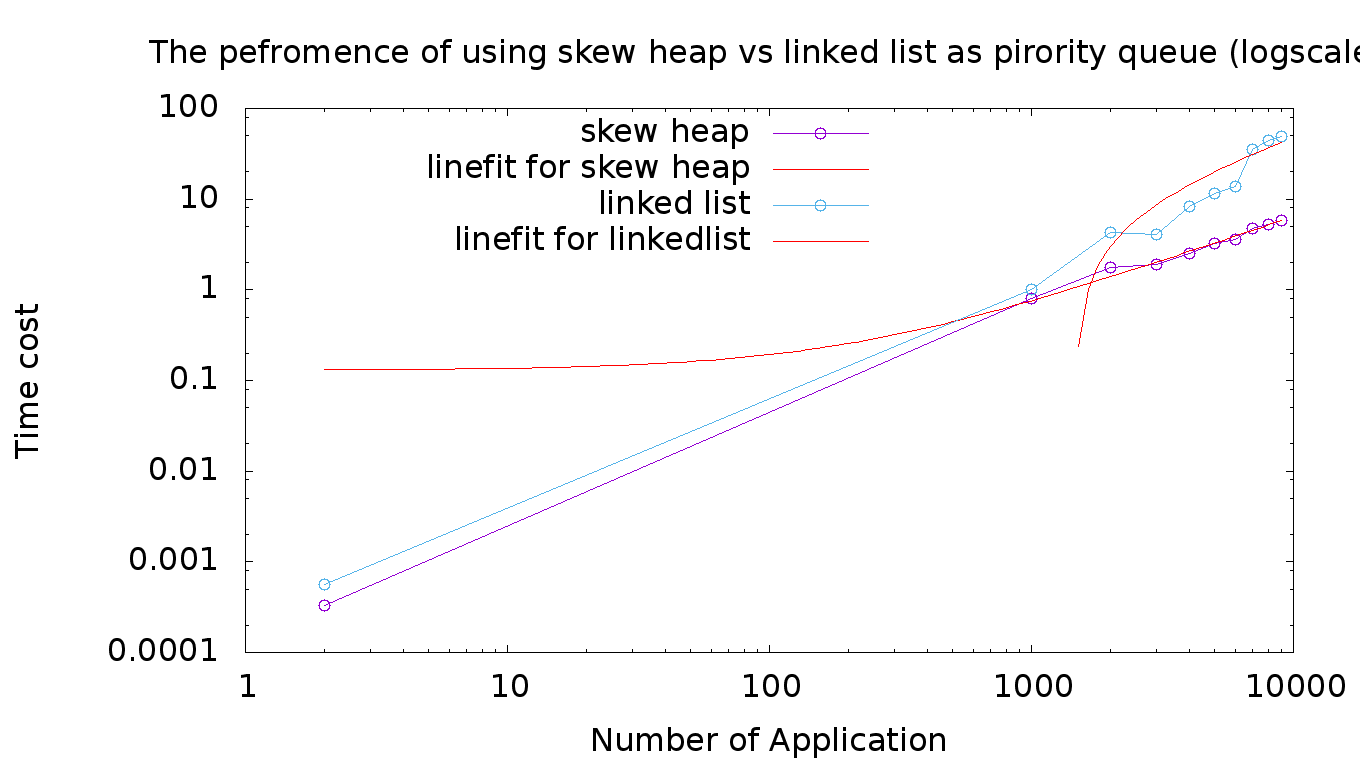 The pefromence of using skew heap vs linked list as pirority queue (logscale
100
10
1
0.1
0.01
0.001
0.0001
skew heap
linefit for skew heap
linked list
linefit for linkedlist
Time cost
1 10 100 1000 10000
Number of Application